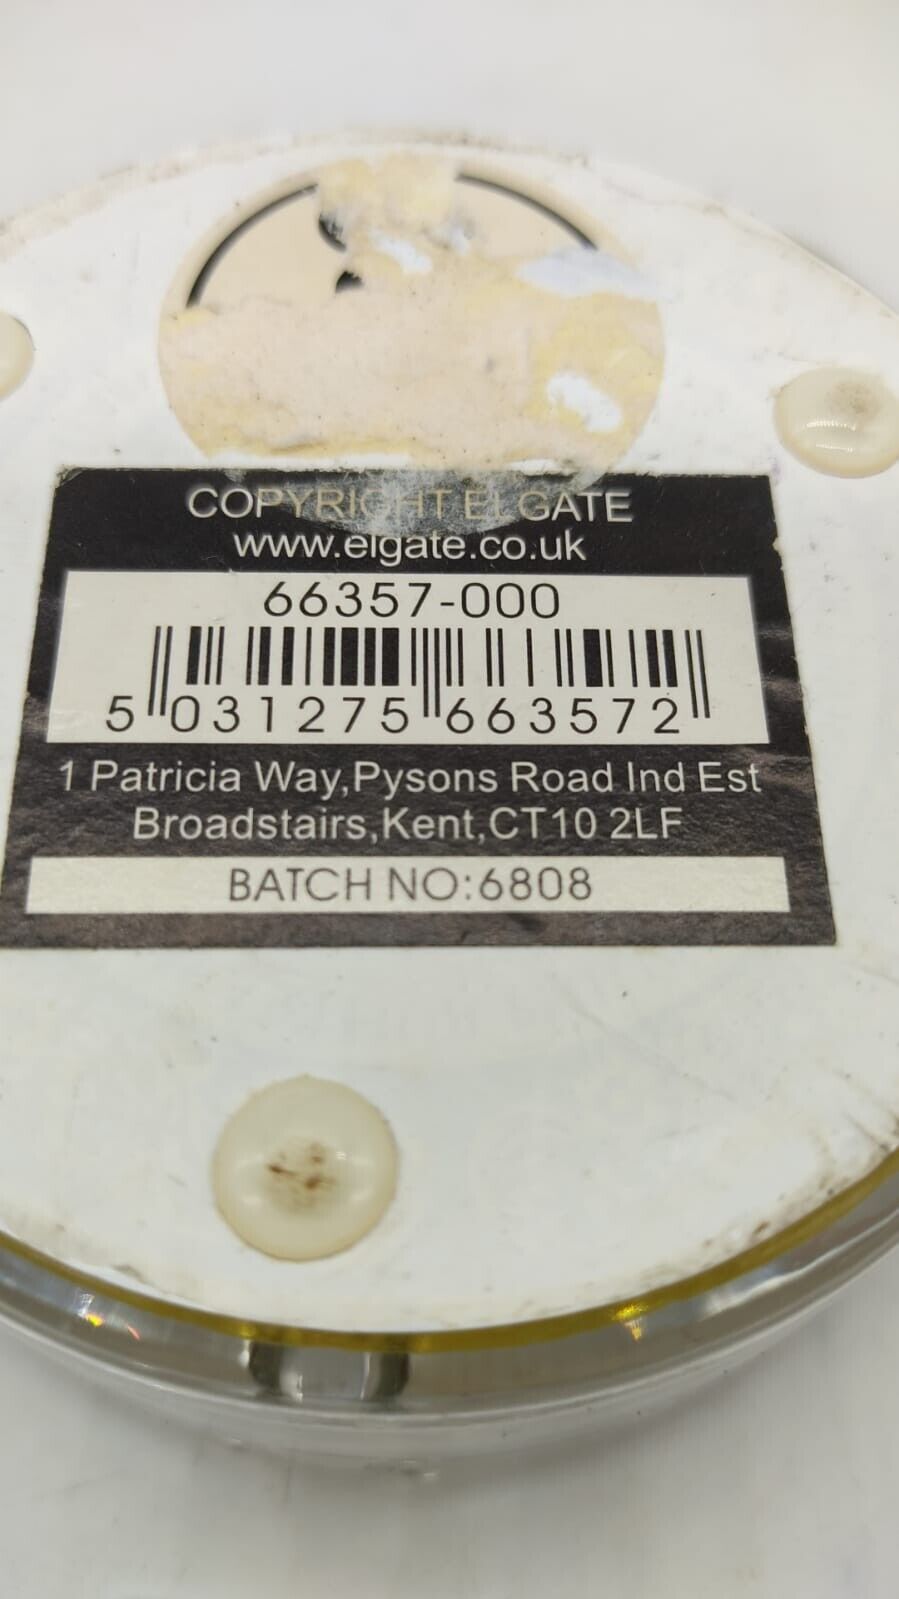 COPYRIGHT ELGATE
www.elgate.co.uk
66357-000
5 031275 663572
1 Patricia Way,Pysons Road Ind Est
Broadstairs,Kent,CT10 2LF
BATCH NO:6808